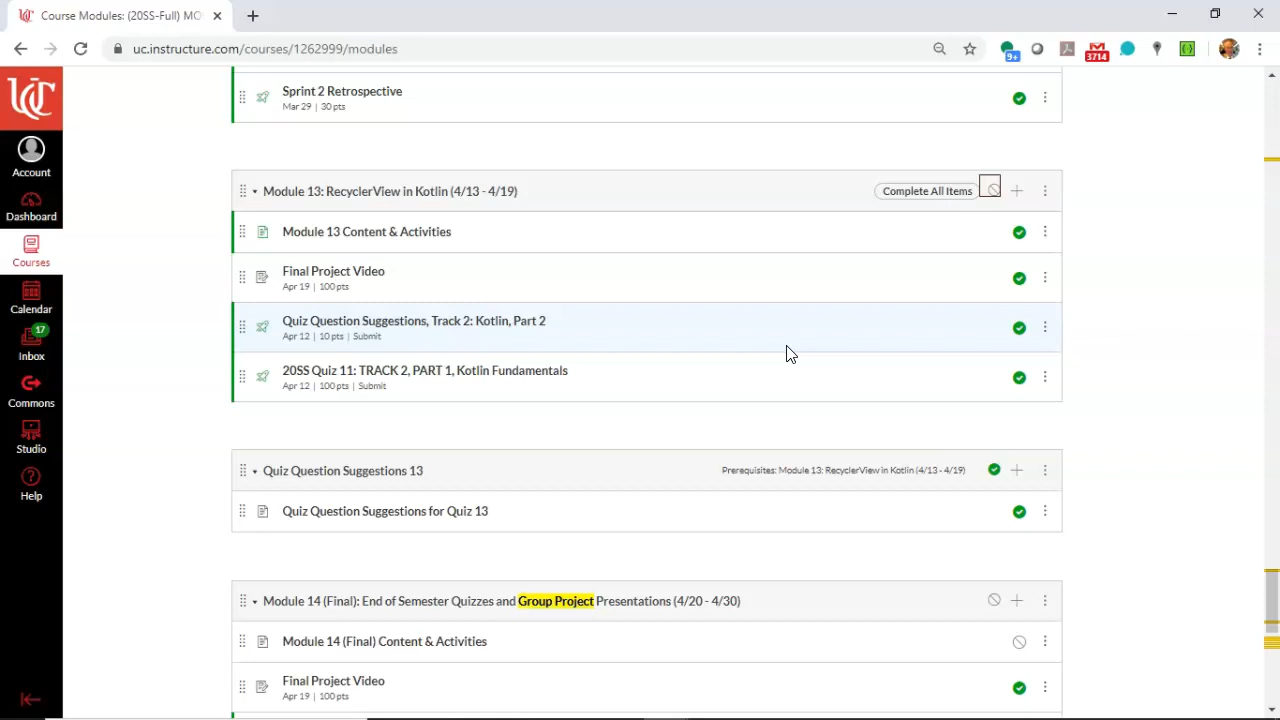 Course Modules: (20SS-Full) MO
uc.instructure.com/courses/1262999/modules
9+
3714
UC
Account
Dashboard
Courses
Calendar
17
Inbox
Commons
Studio
Help
Sprint 2 Retrospective
Mar 29 | 30 pts
Module 13: RecyclerView in Kotlin (4/13 - 4/19)
Complete All Items
Module 13 Content & Activities
Final Project Video
Apr 19 | 100 pts
Quiz Question Suggestions, Track 2: Kotlin, Part 2
Apr 12 | 10 pts | Submit
20SS Quiz 11: TRACK 2, PART 1, Kotlin Fundamentals
Apr 12 | 100 pts | Submit
Quiz Question Suggestions 13
Prerequisites: Module 13: RecyclerView in Kotlin (4/13 - 4/19)
Quiz Question Suggestions for Quiz 13
Module 14 (Final): End of Semester Quizzes and Group Project Presentations (4/20 - 4/30)
Module 14 (Final) Content & Activities
Final Project Video
Apr 19 | 100 pts